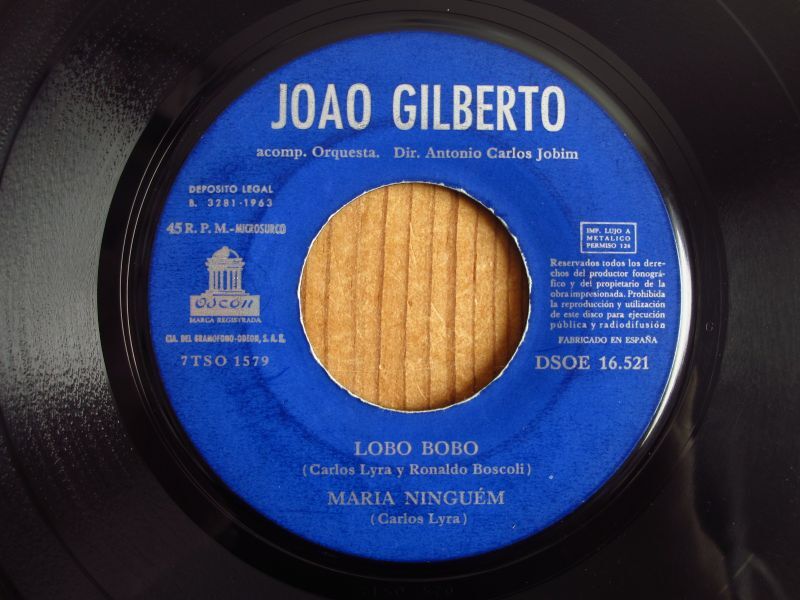 JOAO GILBERTO
acomp. Orquesta. Dir. Antonio Carlos Jobim
DEPOSITO LEGAL
B. 3281-1963
45 R. P. M.-MICROSURCO
ODEON
MARCA REGISTRADA
CIA. DEL GRAMOFONO-ODEON, S. A. E.
7TSO 1579
IMP. LUJO A
METALICO
PERMISO 126
Reservados todos los dere-
chos del productor fonográ-
fico y del propietario de la
obra impresionada. Prohibida
la reproducción y utilización
de este disco para ejecución
pública y radiodifusión
FABRICADO EN ESPAÑA
DSOE 16.521
LOBO BOBO
(Carlos Lyra y Ronaldo Boscoli)
MARIA NINGUÉM
(Carlos Lyra)